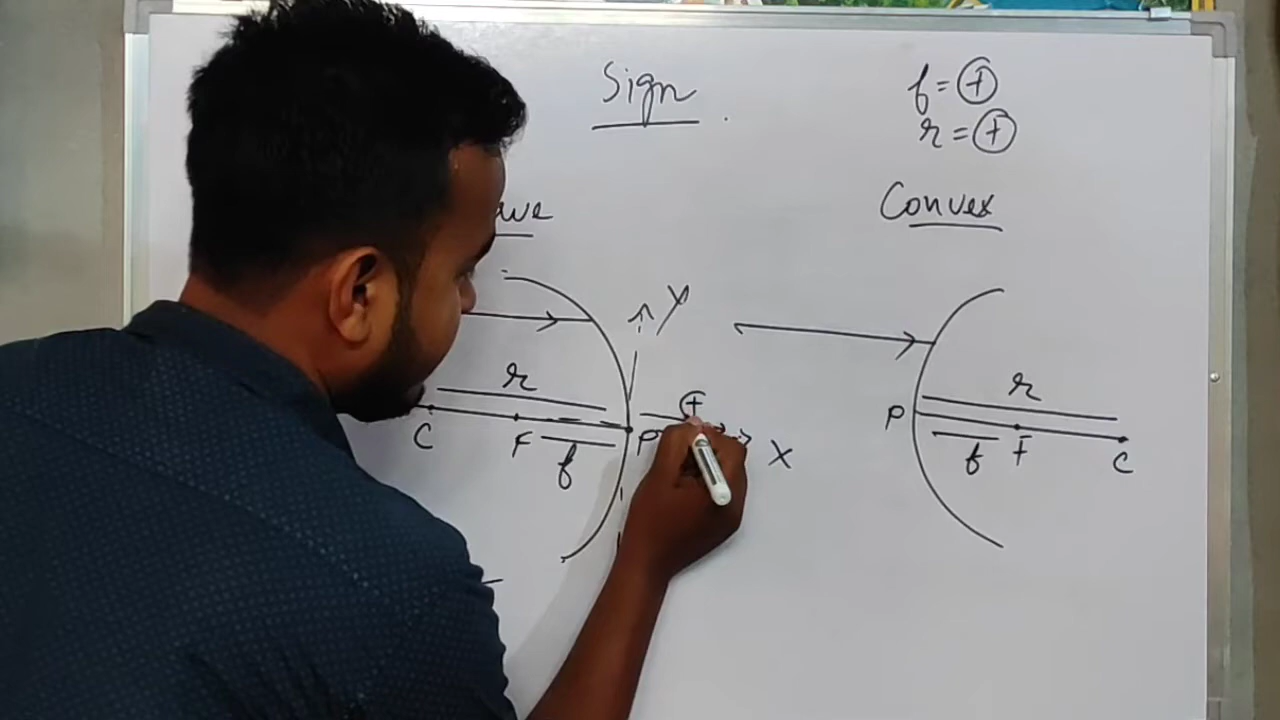 Sign
f = +
r = +
Convex
Y
r
+
C
F
P
X
f
r
P
f
F
C